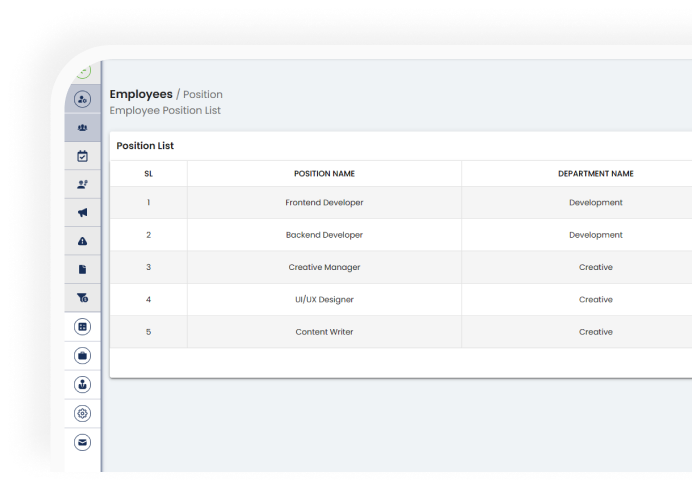 Employees / Position
Employee Position List
Position List
SL POSITION NAME DEPARTMENT NAME
1 Frontend Developer Development
2 Backend Developer Development
3 Creative Manager Creative
4 UI/UX Designer Creative
5 Content Writer Creative